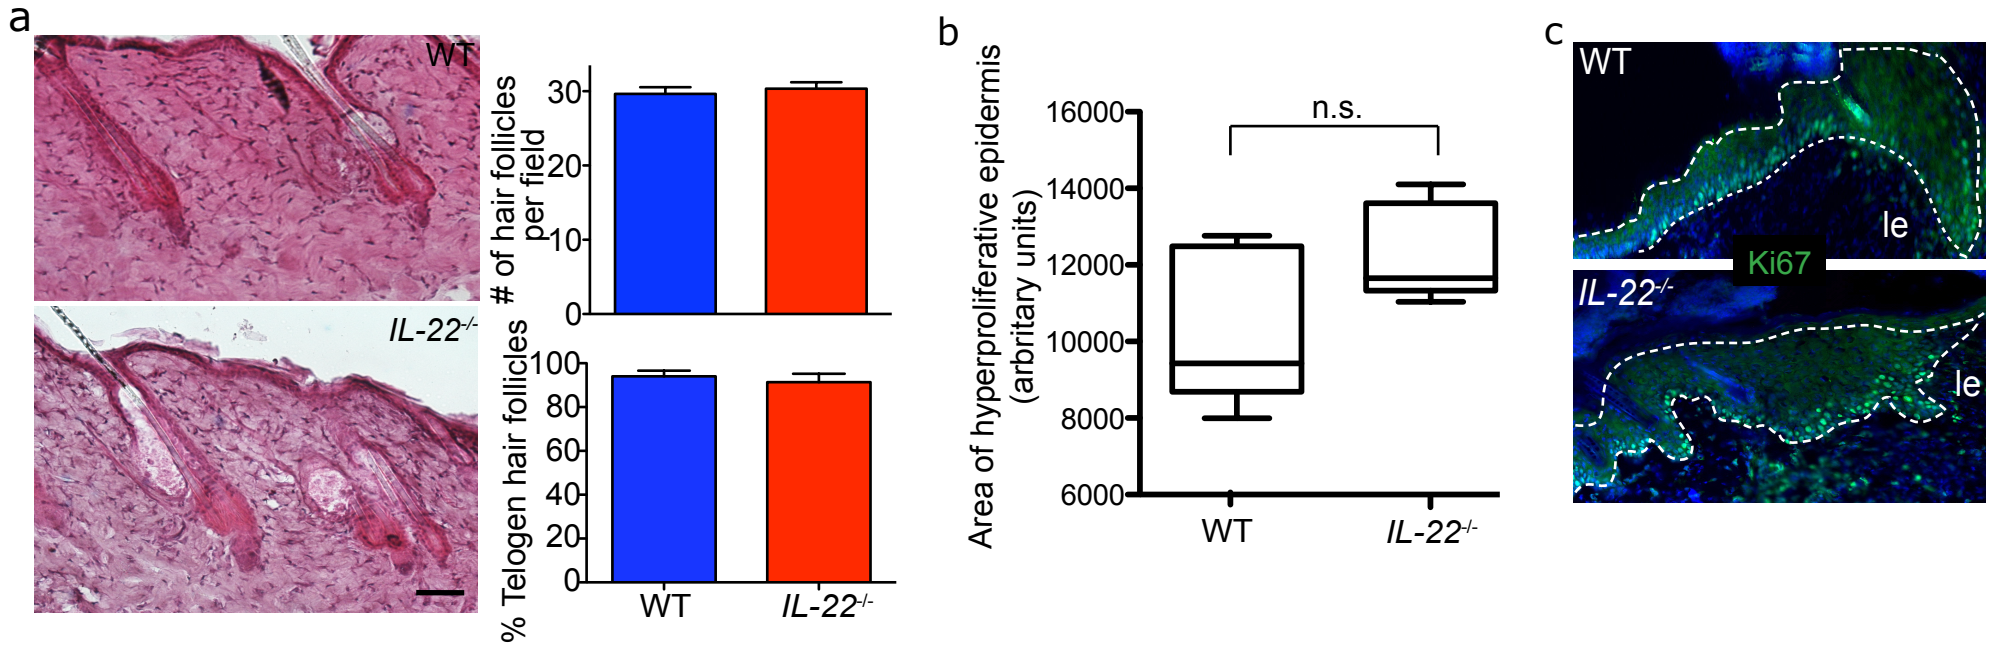 a
WT
IL-22-/-
# of hair follicles
per field
30
20
10
0
% Telogen hair follicles
100
80
60
40
20
0
WT
IL-22-/-
b
Area of hyperproliferative epidermis
(arbritary units)
16000
14000
12000
10000
8000
6000
n.s.
WT
IL-22-/-
c
WT
le
Ki67
IL-22-/-
le